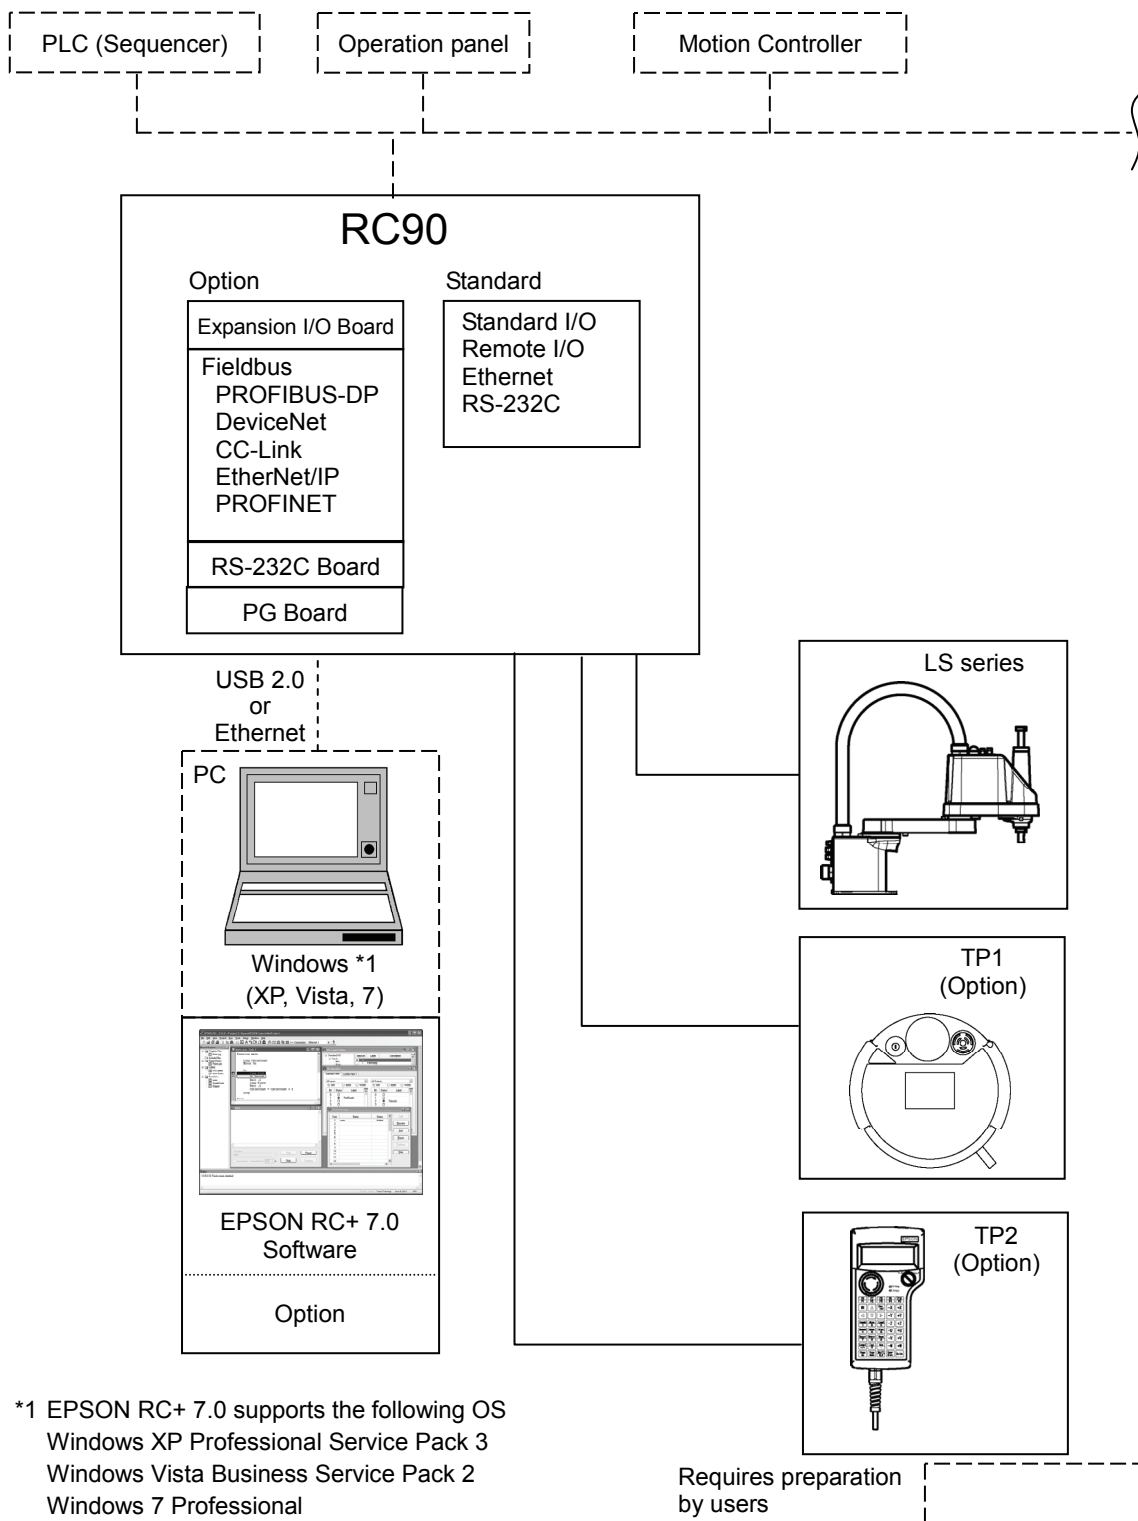 PLC (Sequencer)
Operation panel
Motion Controller
RC90
Option
Standard
Expansion I/O Board
Fieldbus
PROFIBUS-DP
DeviceNet
CC-Link
EtherNet/IP
PROFINET
RS-232C Board
PG Board
Standard I/O
Remote I/O
Ethernet
RS-232C
USB 2.0
or
Ethernet
PC
Windows *1
(XP, Vista, 7)
EPSON RC+ 7.0
Software
Option
LS series
TP1
(Option)
TP2
(Option)
*1 EPSON RC+ 7.0 supports the following OS
Windows XP Professional Service Pack 3
Windows Vista Business Service Pack 2
Windows 7 Professional
Requires preparation
by users